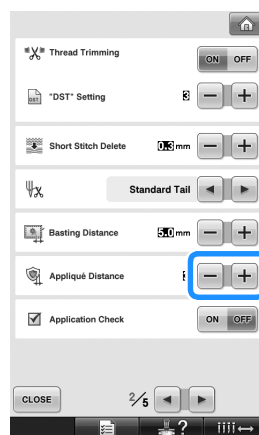 Thread Trimming
ON OFF
DST "DST" Setting 3 − +
Short Stitch Delete 0.3 mm − +
Standard Tail
Basting Distance 5.0 mm − +
Appliqué Distance − +
Application Check ON OFF
CLOSE 2/5
?